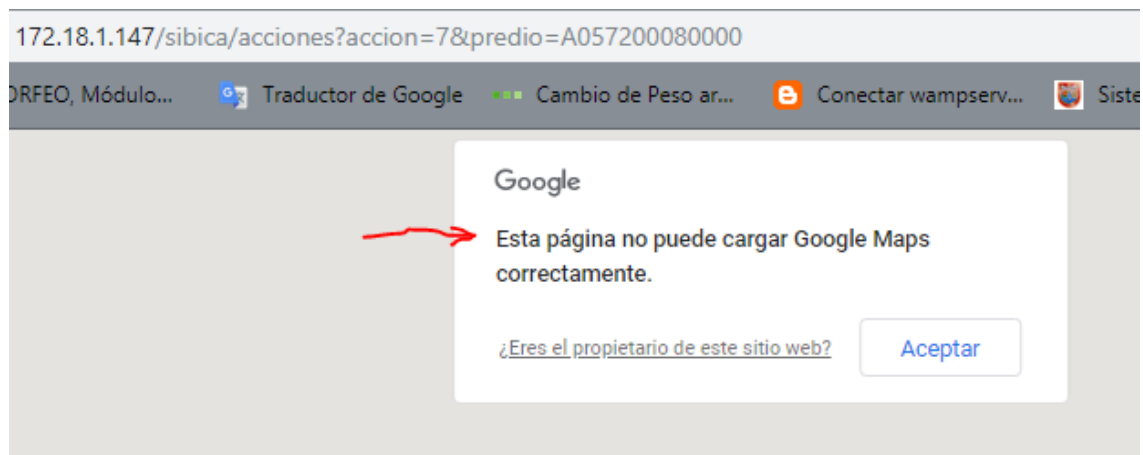 172.18.1.147/sibica/acciones?accion=7&predio=A057200080000
ORFEO, Módulo... Traductor de Google Cambio de Peso ar... Conectar wampserv... Siste
Google
Esta página no puede cargar Google Maps
correctamente.
¿Eres el propietario de este sitio web? Aceptar